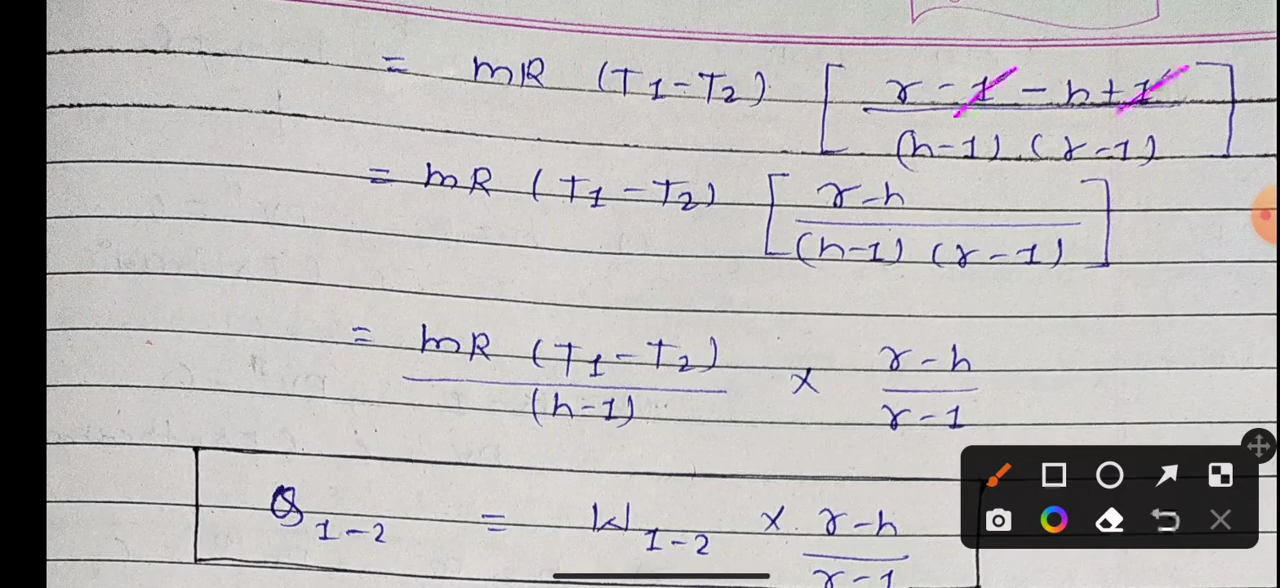 = mR (T1-T2) [ γ-1-n+1 / (n-1) (γ-1) ]
= mR (T1-T2) [ γ-n / (n-1) (γ-1) ]
= mR (T1-T2) / (n-1) × γ-n / γ-1
Q1-2 = W1-2 × γ-n / γ-1